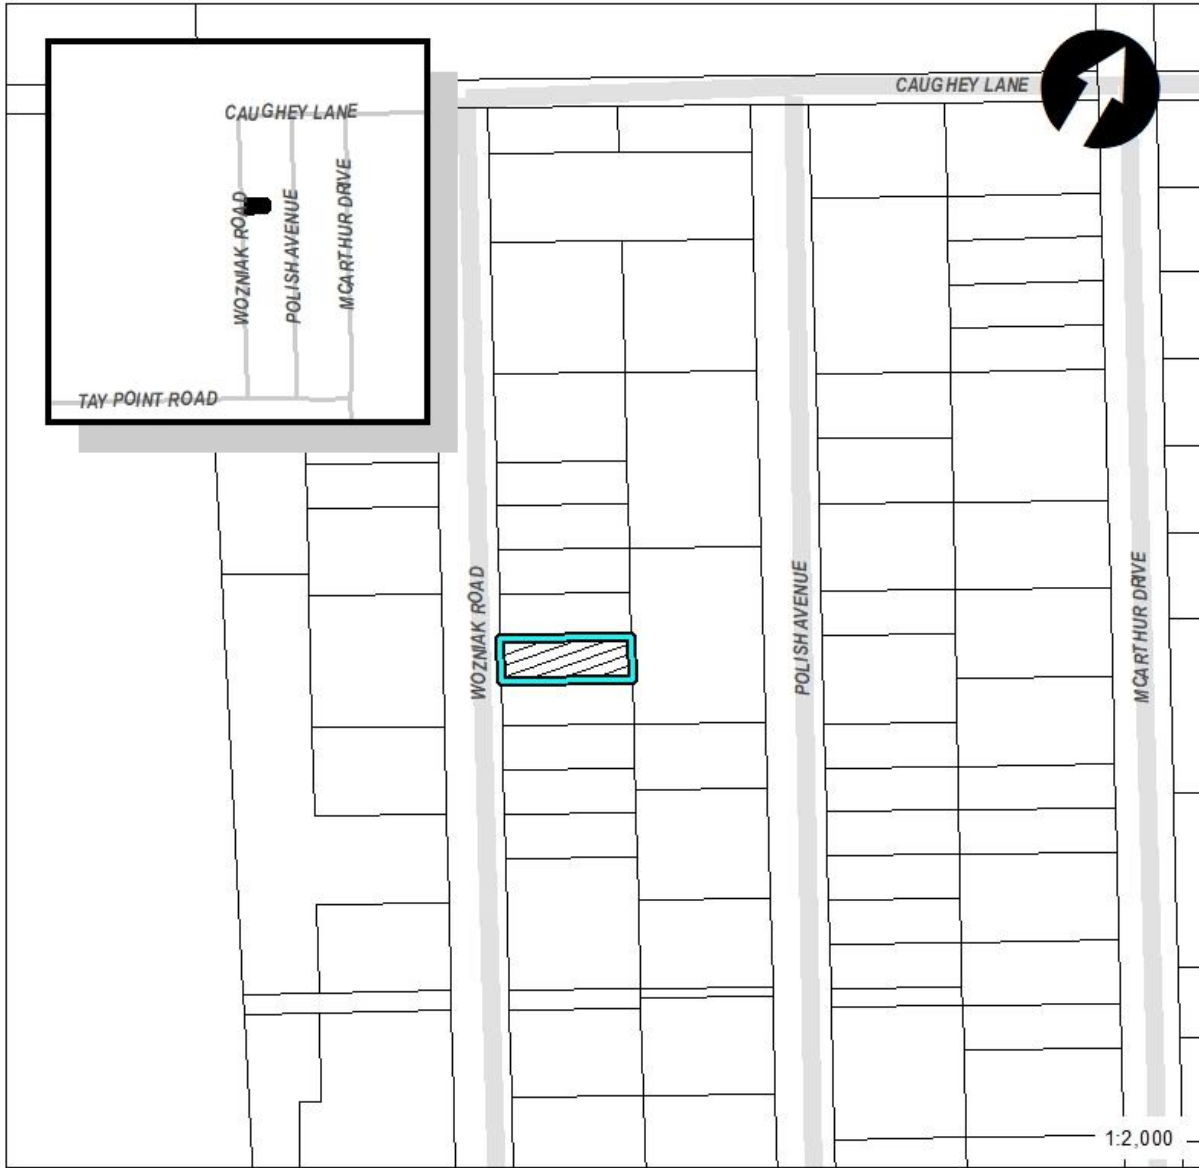 CAUGHEY LANE
WOZNIAK ROAD
POLISH AVENUE
MCARTHUR DRIVE
TAY POINT ROAD
CAUGHEY LANE
WOZNIAK ROAD
POLISH AVENUE
MCARTHUR DRIVE
1:2,000